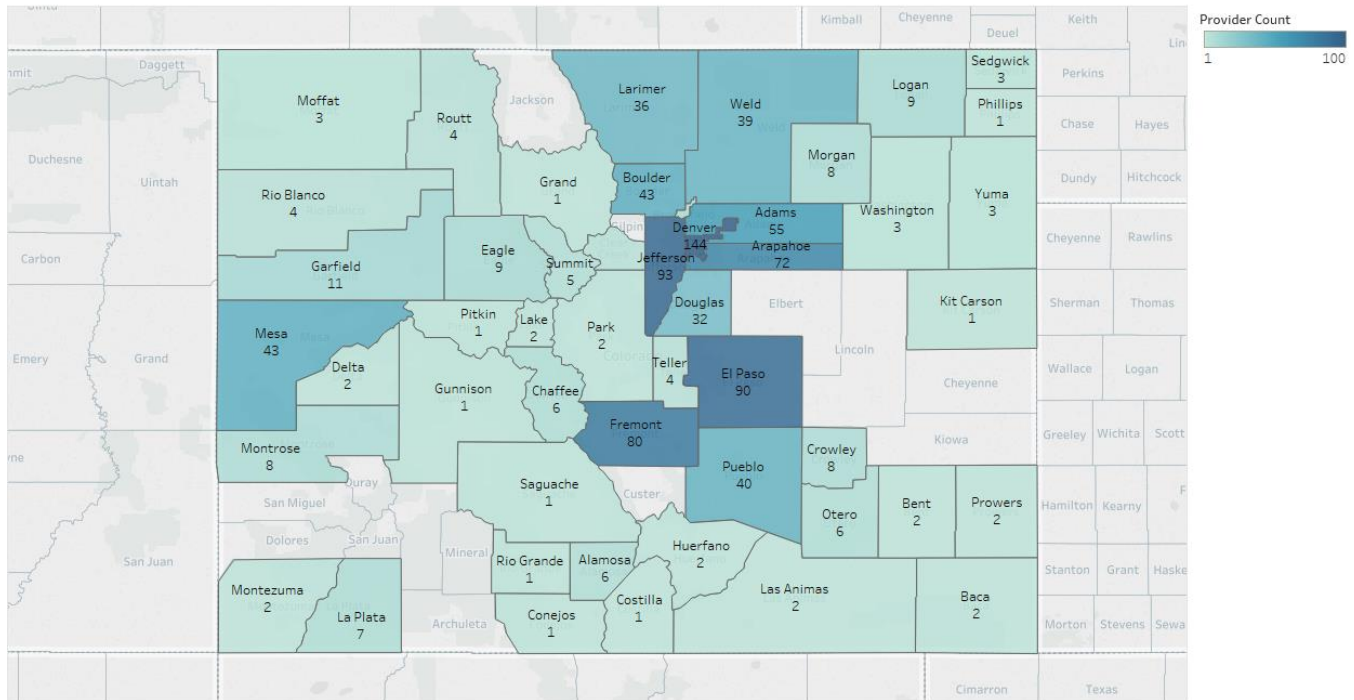 Uinta
Kimball
Cheyenne
Keith
Deuel
Provider Count
1
100
Daggett
Summit
Moffat
3
Routt
4
Jackson
Larimer
36
Weld
39
Logan
9
Sedgwick
3
Phillips
1
Perkins
Chase
Hayes
Duchesne
Uintah
Rio Blanco
4
Grand
1
Boulder
43
Morgan
8
Washington
3
Yuma
3
Dundy
Hitchcock
Carbon
Garfield
11
Eagle
9
Summit
5
Gilpin
Denver
144
Jefferson
93
Adams
55
Arapahoe
72
Cheyenne
Rawlins
Mesa
43
Pitkin
1
Lake
2
Park
2
Douglas
32
Elbert
Kit Carson
1
Sherman
Thomas
Emery
Grand
Delta
2
Gunnison
1
Chaffee
6
Teller
4
El Paso
90
Lincoln
Cheyenne
Wallace
Logan
Colorado
Montrose
8
Fremont
80
Pueblo
40
Crowley
8
Kiowa
Greeley
Wichita
Scott
Ouray
San Miguel
Saguache
1
Custer
Otero
6
Bent
2
Prowers
2
Hamilton
Kearny
San Juan
Dolores
San Juan
Mineral
Rio Grande
1
Alamosa
6
Huerfano
2
Las Animas
2
Baca
2
Stanton
Grant
Montezuma
2
La Plata
7
Archuleta
Conejos
1
Costilla
1
Morton
Stevens
Cimarron
Texas